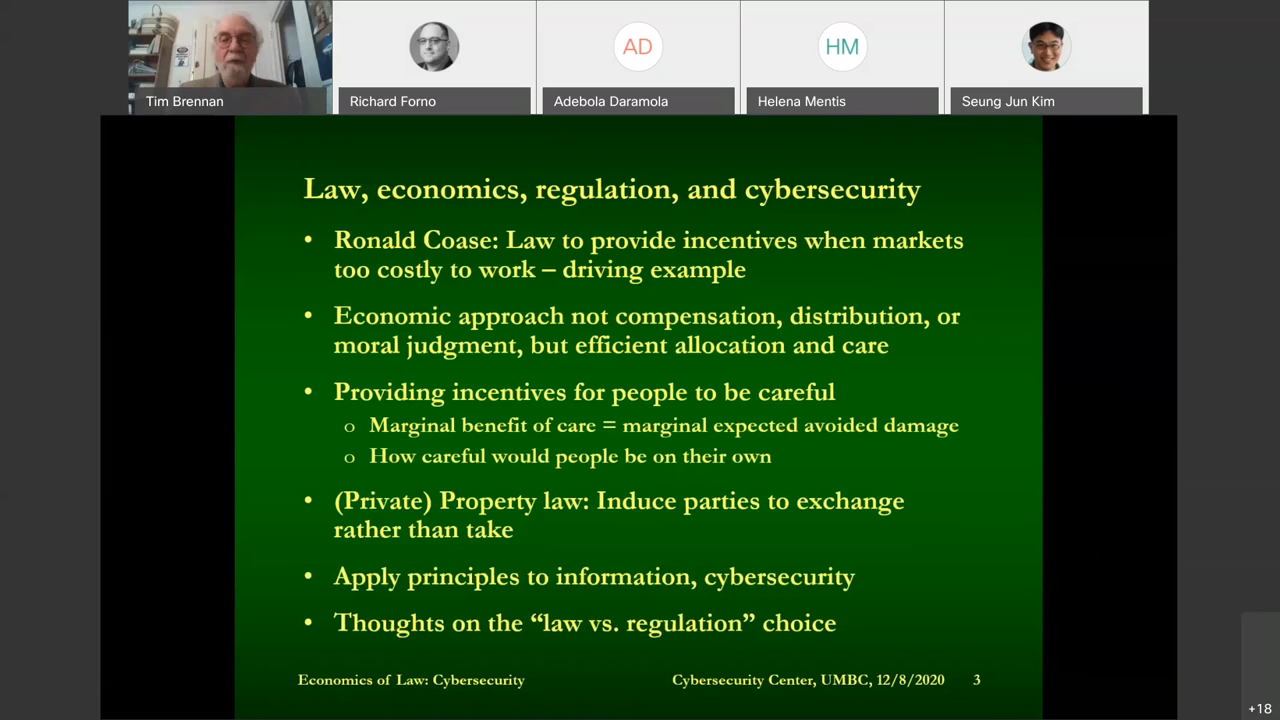 AD
HM
Tim Brennan
Richard Forno
Adebola Daramola
Helena Mentis
Seung Jun Kim
Law, economics, regulation, and cybersecurity
• Ronald Coase: Law to provide incentives when markets
too costly to work – driving example
• Economic approach not compensation, distribution, or
moral judgment, but efficient allocation and care
• Providing incentives for people to be careful
o Marginal benefit of care = marginal expected avoided damage
o How careful would people be on their own
• (Private) Property law: Induce parties to exchange
rather than take
• Apply principles to information, cybersecurity
• Thoughts on the “law vs. regulation” choice
Economics of Law: Cybersecurity
Cybersecurity Center, UMBC, 12/8/2020 3
+18